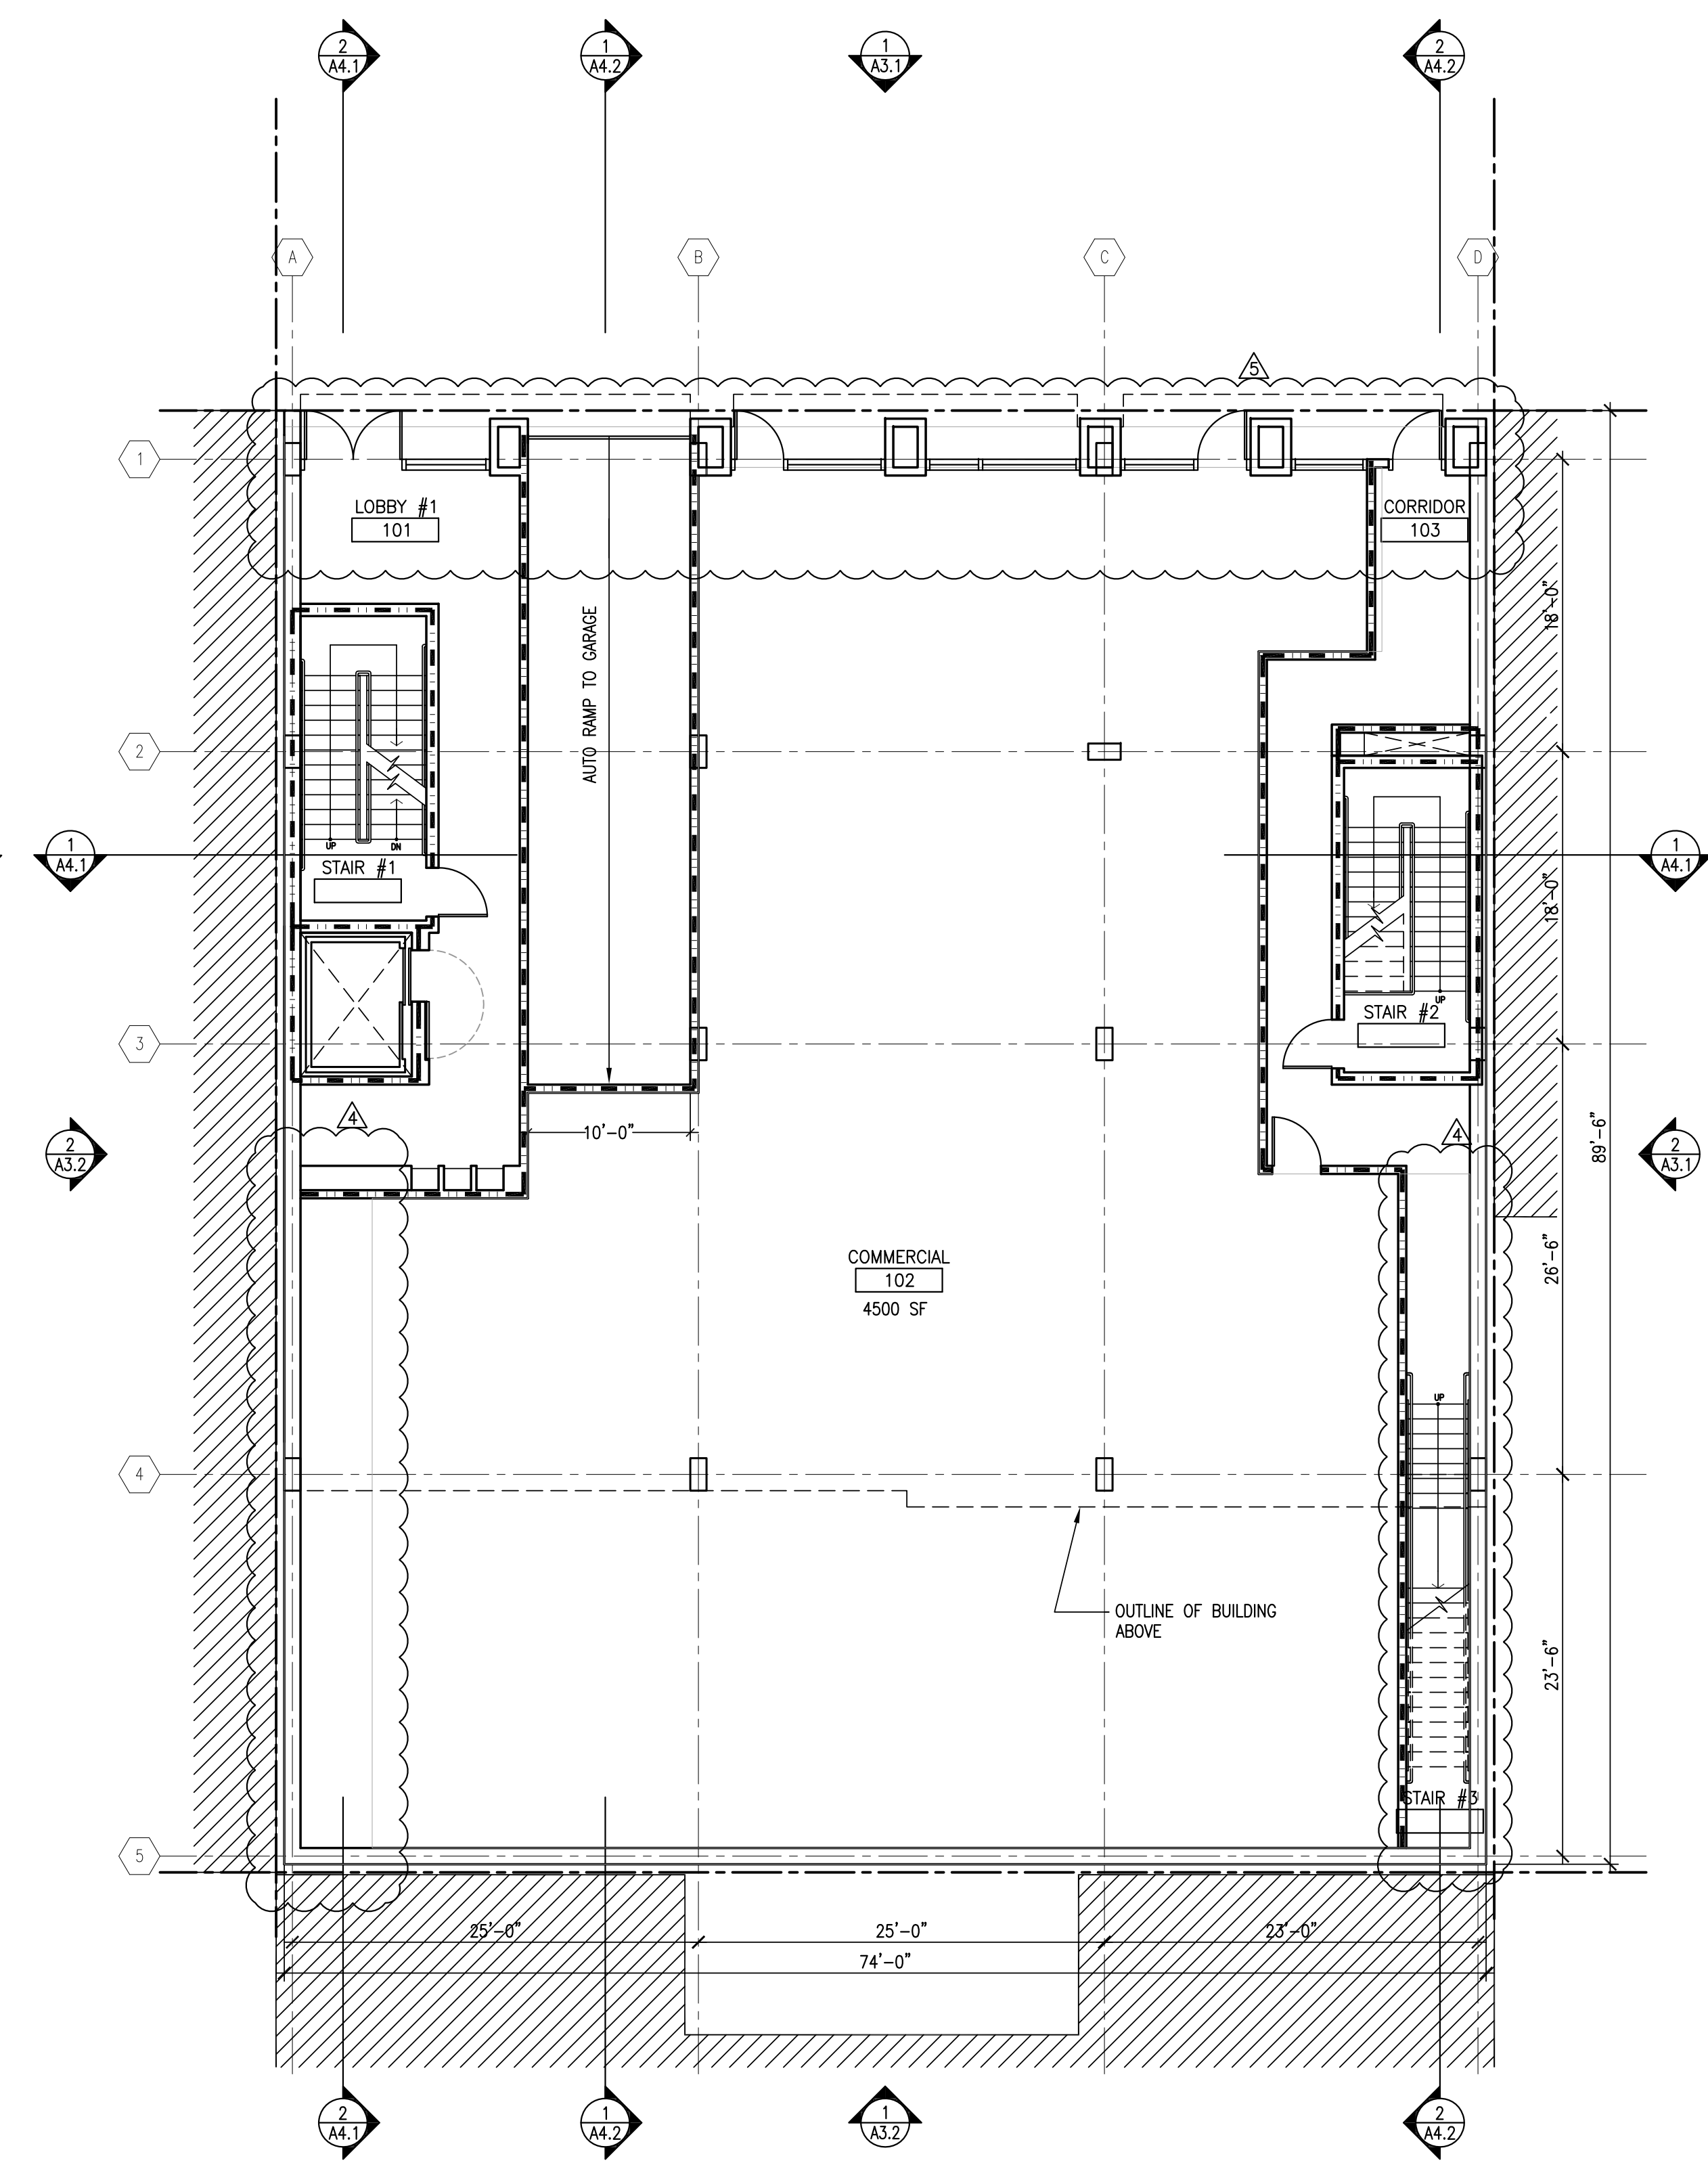 2
A4.1
1
A4.2
1
A3.1
2
A4.2
A
B
C
D
5
1
LOBBY #1
101
CORRIDOR
103
18'-0"
AUTO RAMP TO GARAGE
2
UP
DN
STAIR #1
1
A4.1
1
A4.1
18'-0"
UP
STAIR #2
3
4
10'-0"
4
2
A3.2
2
A3.1
89'-6"
COMMERCIAL
102
4500 SF
26'-6"
UP
4
OUTLINE OF BUILDING
ABOVE
23'-6"
STAIR #3
5
25'-0"
25'-0"
23'-0"
74'-0"
2
A4.1
1
A4.2
1
A3.2
2
A4.2